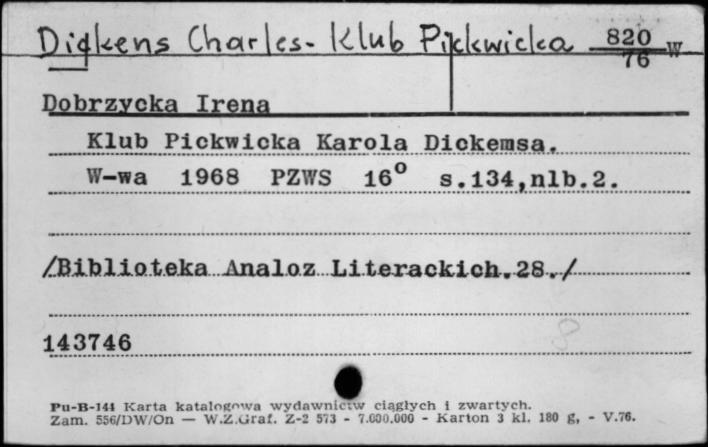 Dickens Charles - Klub Pickwicka 820/76 W
Dobrzycka Irena
Klub Pickwicka Karola Dickemsa.
W-wa 1968 PZWS 16° s.134,nlb.2.
/Biblioteka Analoz Literackich.28./
143746
8
Pu-B-144 Karta katalogowa wydawnictw ciągłych i zwartych.
Zam. 556/DW/On — W.Z.Graf. Z-2 573 - 7.000.000 - Karton 3 kl. 180 g, - V.76.